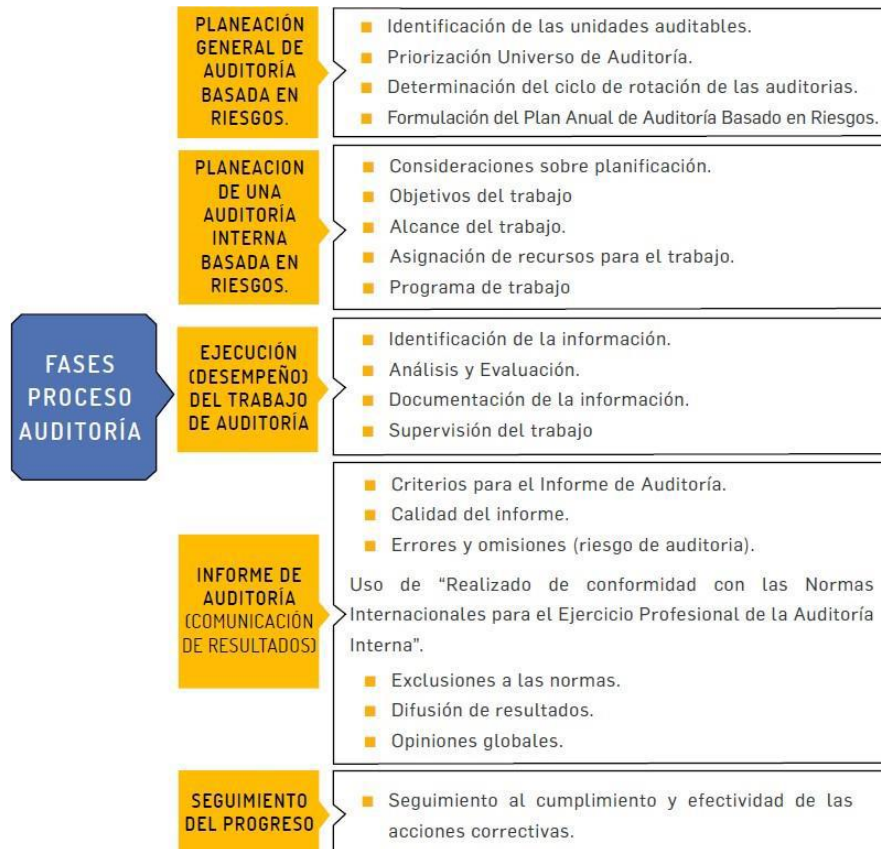 PLANEACIÓN
GENERAL DE
AUDITORÍA
BASADA EN
RIESGOS.
Identificación de las unidades auditables.
Priorización Universo de Auditoría.
Determinación del ciclo de rotación de las auditorias.
Formulación del Plan Anual de Auditoría Basado en Riesgos.
PLANEACION
DE UNA
AUDITORÍA
INTERNA
BASADA EN
RIESGOS.
Consideraciones sobre planificación.
Objetivos del trabajo
Alcance del trabajo.
Asignación de recursos para el trabajo.
Programa de trabajo
FASES
PROCESO
AUDITORÍA
EJECUCIÓN
(DESEMPEÑO)
DEL TRABAJO
DE AUDITORÍA
Identificación de la información.
Análisis y Evaluación.
Documentación de la información.
Supervisión del trabajo
INFORME DE
AUDITORÍA
(COMUNICACIÓN
DE RESULTADOS)
Criterios para el Informe de Auditoría.
Calidad del informe.
Errores y omisiones (riesgo de auditoria).
Uso de “Realizado de conformidad con las Normas
Internacionales para el Ejercicio Profesional de la Auditoría
Interna”.
Exclusiones a las normas.
Difusión de resultados.
Opiniones globales.
SEGUIMIENTO
DEL PROGRESO
Seguimiento al cumplimiento y efectividad de las
acciones correctivas.